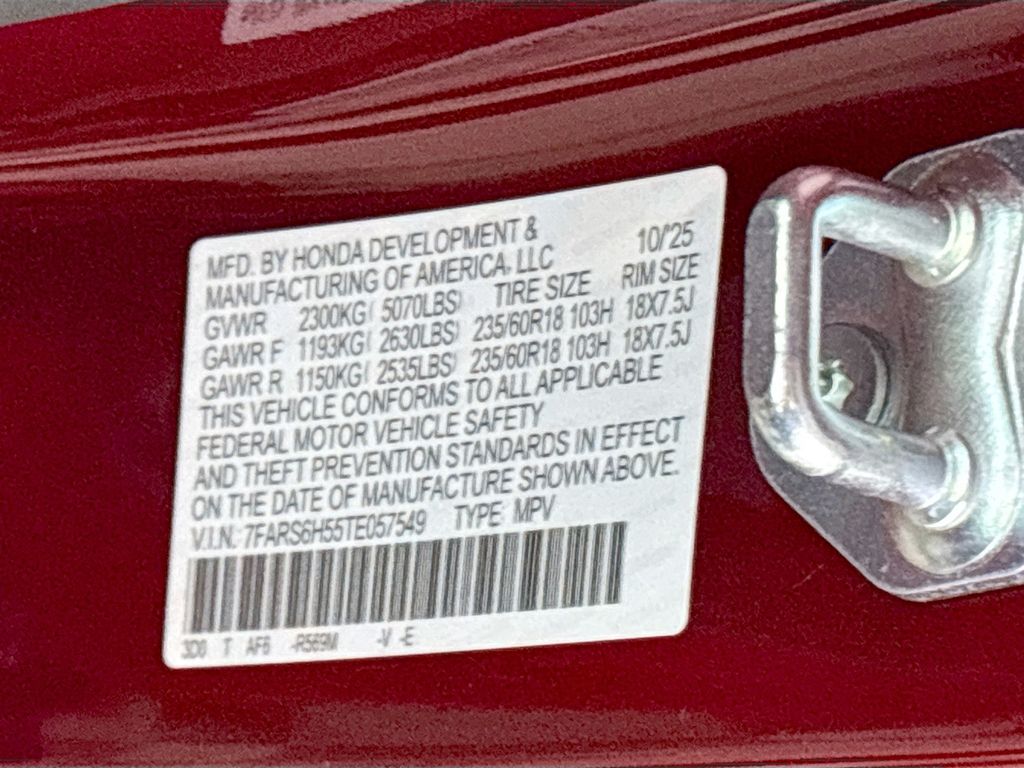 MFD. BY HONDA DEVELOPMENT & 10/'25
MANUFACTURING OF AMERICA, LLC
GVWR 2300KG( 5070LBS) TIRE SIZE RIM SIZE
GAWR F 1193KG( 2630LBS) 235/60R18 103H 18X7.5J
GAWR R 1150KG( 2535LBS) 235/60R18 103H 18X7.5J
THIS VEHICLE CONFORMS TO ALL APPLICABLE
FEDERAL MOTOR VEHICLE SAFETY
AND THEFT PREVENTION STANDARDS IN EFFECT
ON THE DATE OF MANUFACTURE SHOWN ABOVE.
V.I.N. 7FARS6H55TE057549 TYPE MPV
3D0 T AF6 -R569M -V -E